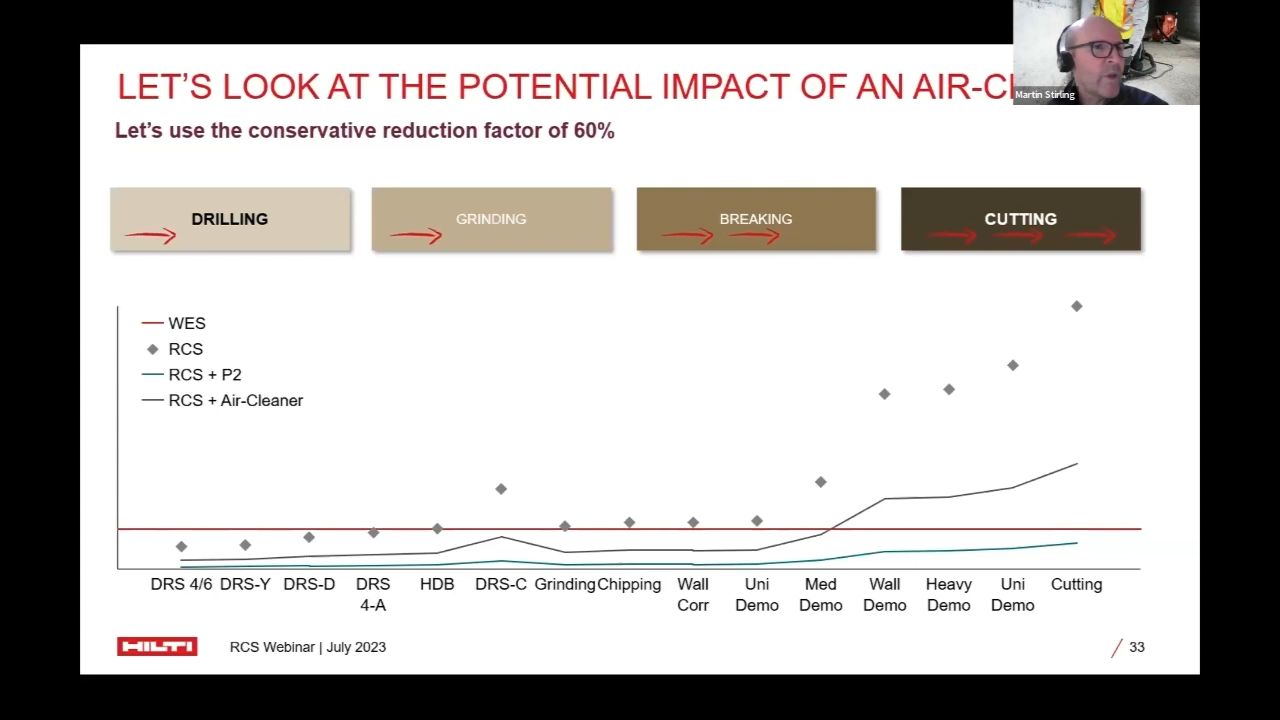 LET’S LOOK AT THE POTENTIAL IMPACT OF AN AIR-
Martin Stirling
Let’s use the conservative reduction factor of 60%
DRILLING
GRINDING
BREAKING
CUTTING
WES
RCS
RCS + P2
RCS + Air-Cleaner
DRS 4/6 DRS-Y DRS-D DRS 4-A HDB DRS-C Grinding Chipping Wall Corr Uni Demo Med Demo Wall Demo Heavy Demo Uni Demo Cutting
HILTI
RCS Webinar | July 2023
33